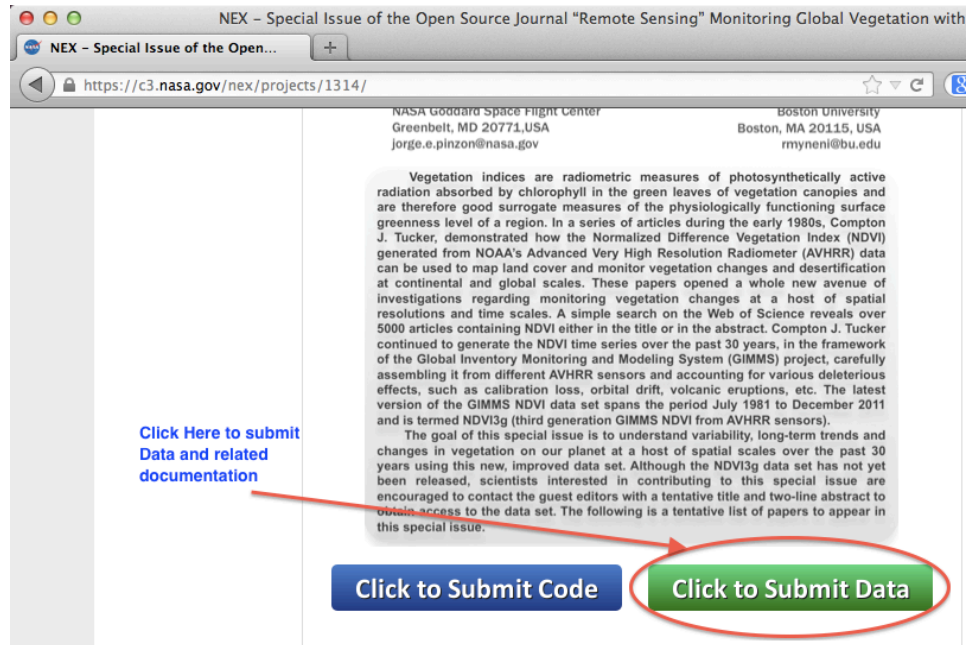 NEX – Special Issue of the Open Source Journal "Remote Sensing" Monitoring Global Vegetation with
NEX – Special Issue of the Open...
https://c3.nasa.gov/nex/projects/1314/
NASA Goddard Space Flight Center
Boston University
Greenbelt, MD 20771,USA
Boston, MA 20115, USA
jorge.e.pinzon@nasa.gov
rmyneni@bu.edu
Vegetation indices are radiometric measures of photosynthetically active
radiation absorbed by chlorophyll in the green leaves of vegetation canopies and
are therefore good surrogate measures of the physiologically functioning surface
greenness level of a region. In a series of articles during the early 1980s, Compton
J. Tucker, demonstrated how the Normalized Difference Vegetation Index (NDVI)
generated from NOAA's Advanced Very High Resolution Radiometer (AVHRR) data
can be used to map land cover and monitor vegetation changes and desertification
at continental and global scales. These papers opened a whole new avenue of
investigations regarding monitoring vegetation changes at a host of spatial
resolutions and time scales. A simple search on the Web of Science reveals over
5000 articles containing NDVI either in the title or in the abstract. Compton J. Tucker
continued to generate the NDVI time series over the past 30 years, in the framework
of the Global Inventory Monitoring and Modeling System (GIMMS) project, carefully
assembling it from different AVHRR sensors and accounting for various deleterious
effects, such as calibration loss, orbital drift, volcanic eruptions, etc. The latest
version of the GIMMS NDVI data set spans the period July 1981 to December 2011
and is termed NDVI3g (third generation GIMMS NDVI from AVHRR sensors).
The goal of this special issue is to understand variability, long-term trends and
changes in vegetation on our planet at a host of spatial scales over the past 30
years using this new, improved data set. Although the NDVI3g data set has not yet
been released, scientists interested in contributing to this special issue are
encouraged to contact the guest editors with a tentative title and two-line abstract to
obtain access to the data set. The following is a tentative list of papers to appear in
this special issue.
Click Here to submit
Data and related
documentation
Click to Submit Code
Click to Submit Data